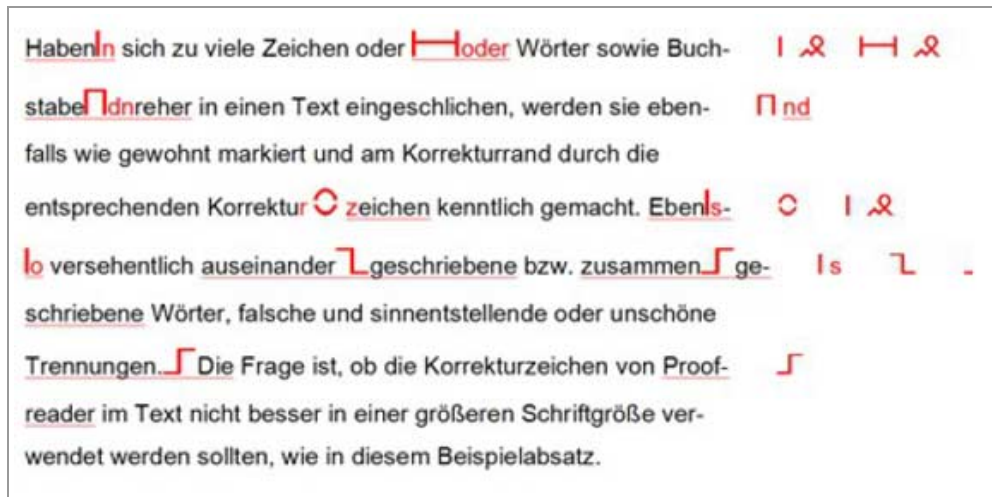 Habenn sich zu viele Zeichen oder oder Wörter sowie Buch-
stabednreher in einen Text eingeschlichen, werden sie eben- nd
falls wie gewohnt markiert und am Korrekturrand durch die
entsprechenden Korrektur zeichen kenntlich gemacht. Ebens-
o versehentlich auseinander geschriebene bzw. zusammen ge- s
schriebene Wörter, falsche und sinnentstellende oder unschöne
Trennungen. Die Frage ist, ob die Korrekturzeichen von Proof-
reader im Text nicht besser in einer größeren Schriftgröße ver-
wendet werden sollten, wie in diesem Beispielabsatz.